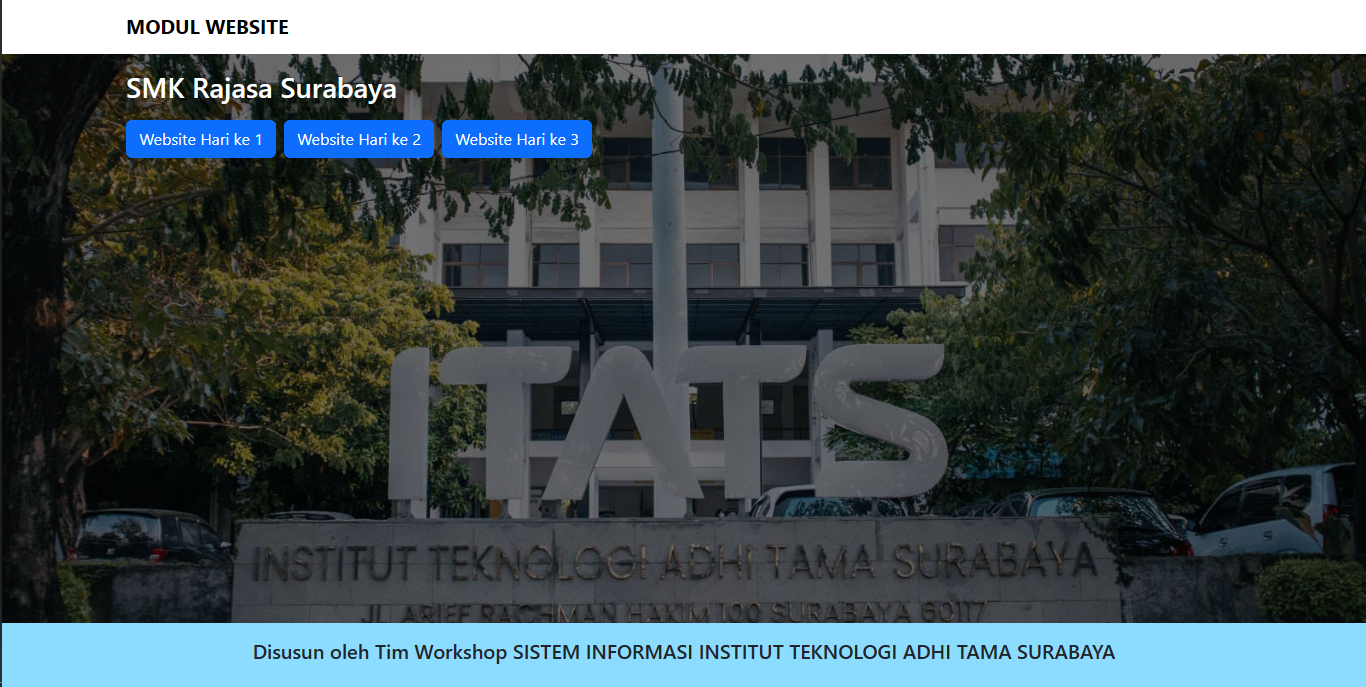 MODUL WEBSITE
SMK Rajasa Surabaya
Website Hari ke 1 Website Hari ke 2 Website Hari ke 3
ITATS
INSTITUT TEKNOLOGI ADHI TAMA SURABAYA
JL ARIEF RACHMAN HAKIM 100 SURABAYA 60117
Disusun oleh Tim Workshop SISTEM INFORMASI INSTITUT TEKNOLOGI ADHI TAMA SURABAYA